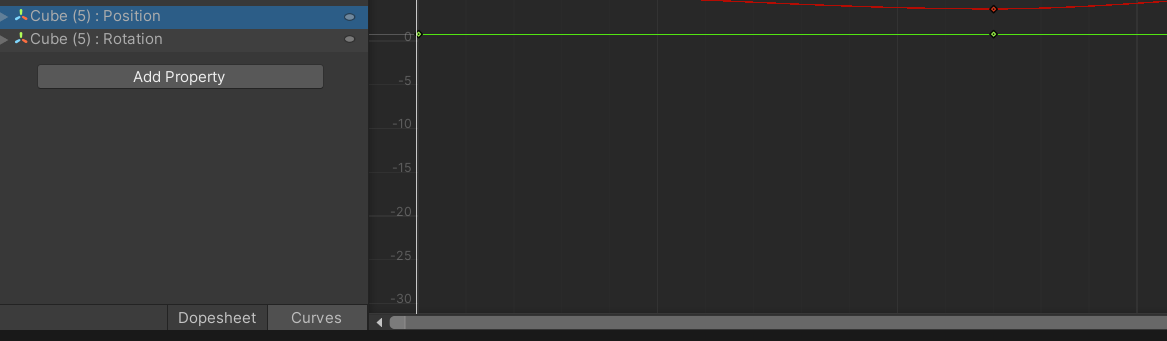 Cube (5) : Position
Cube (5) : Rotation
Add Property
0
-5
-10
-15
-20
-25
-30
Dopesheet
Curves